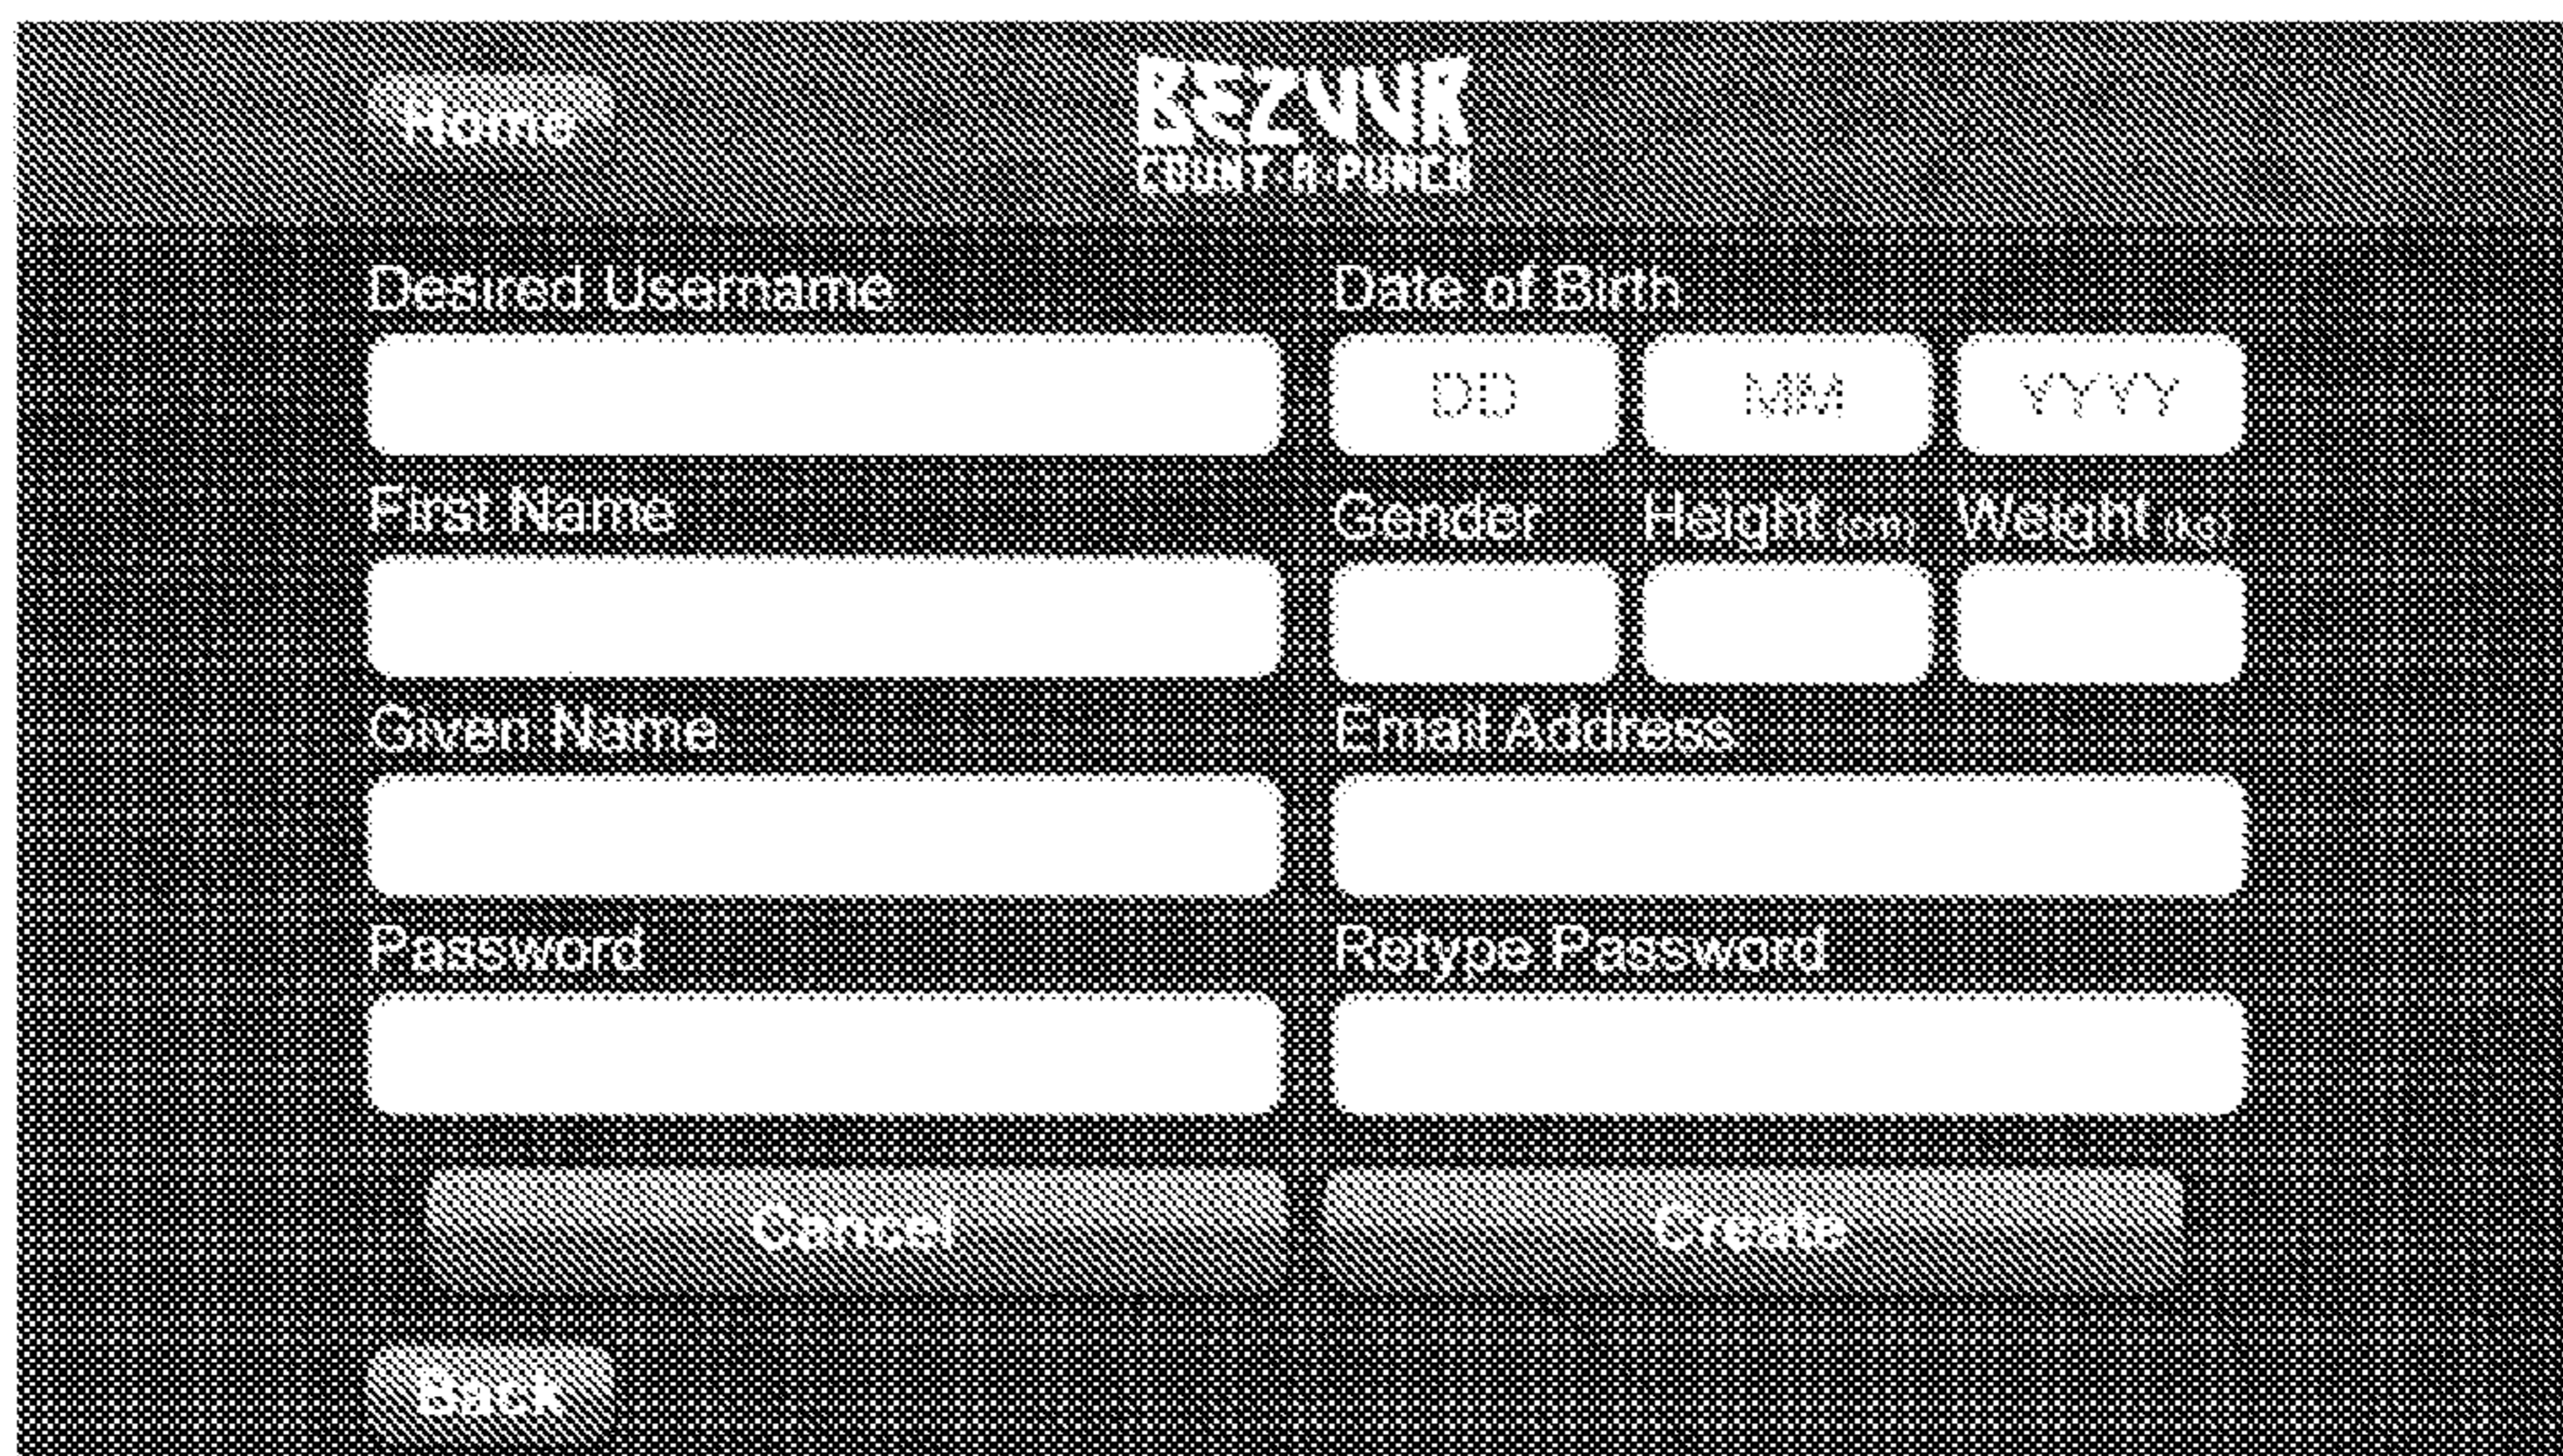 Home
BEZVVR
COUNT-A-PUNCH
Desired Username
Date of Birth
DD MM YYYY
First Name
Gender Height (cm) Weight (kg)
Given Name
Email Address
Password
Retype Password
Cancel
Create
Back